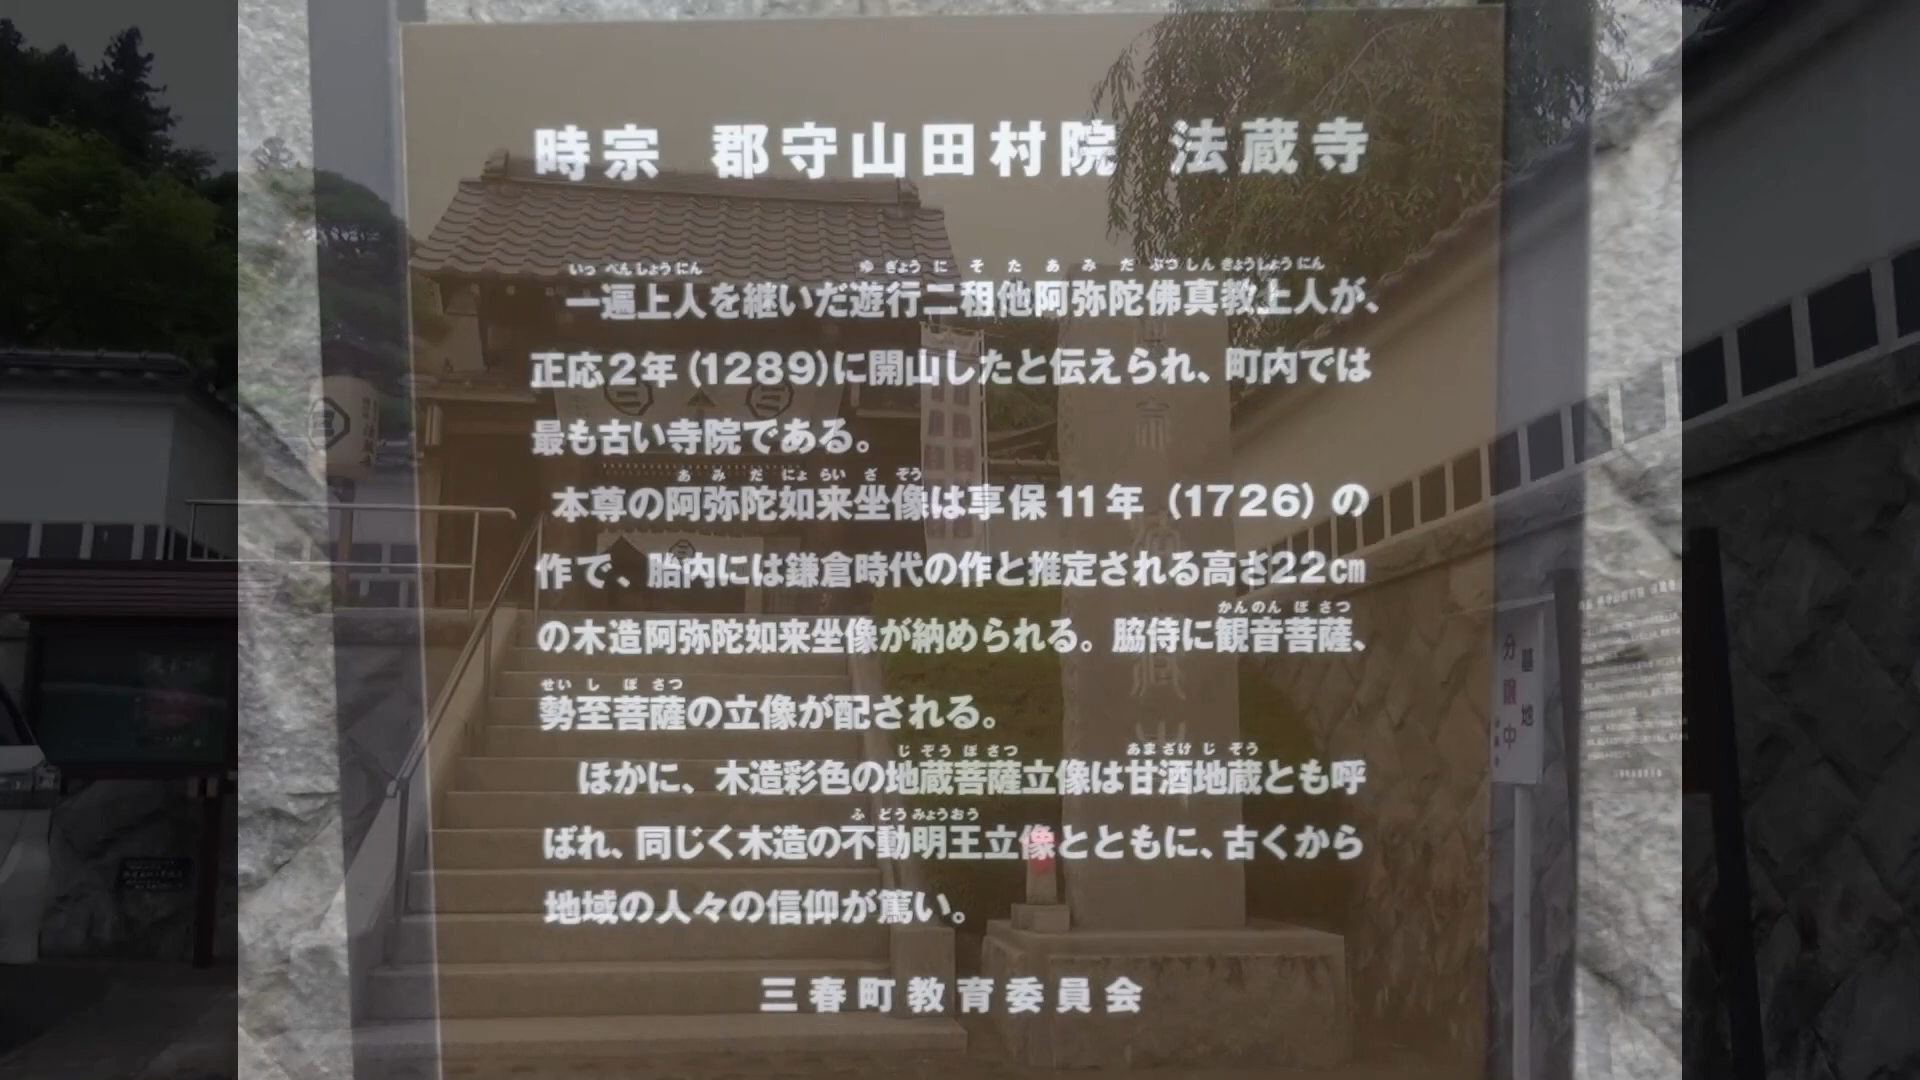 時宗 郡守山田村院 法蔵寺
いっ ぺん しょう にん ゆ ぎょう に そ た あ み だ ぶつ しん きょう しょう にん
一遍上人を継いだ遊行二祖他阿弥陀佛真教上人が、
正応2年(1289)に開山したと伝えられ、町内では
最も古い寺院である。
あ み だ にょ らい ざ ぞう
本尊の阿弥陀如来坐像は享保11年(1726)の
作で、胎内には鎌倉時代の作と推定される高さ22cm
かんのん ぼ さつ
の木造阿弥陀如来坐像が納められる。脇侍に観音菩薩、
せい し ぼ さつ
勢至菩薩の立像が配される。
じ ぞう ぼ さつ あま ざけ じ ぞう
ほかに、木造彩色の地蔵菩薩立像は甘酒地蔵とも呼
ふ どう みょう おう
ばれ、同じく木造の不動明王立像とともに、古くから
地域の人々の信仰が篤い。
三春町教育委員会
墓地
分譲中